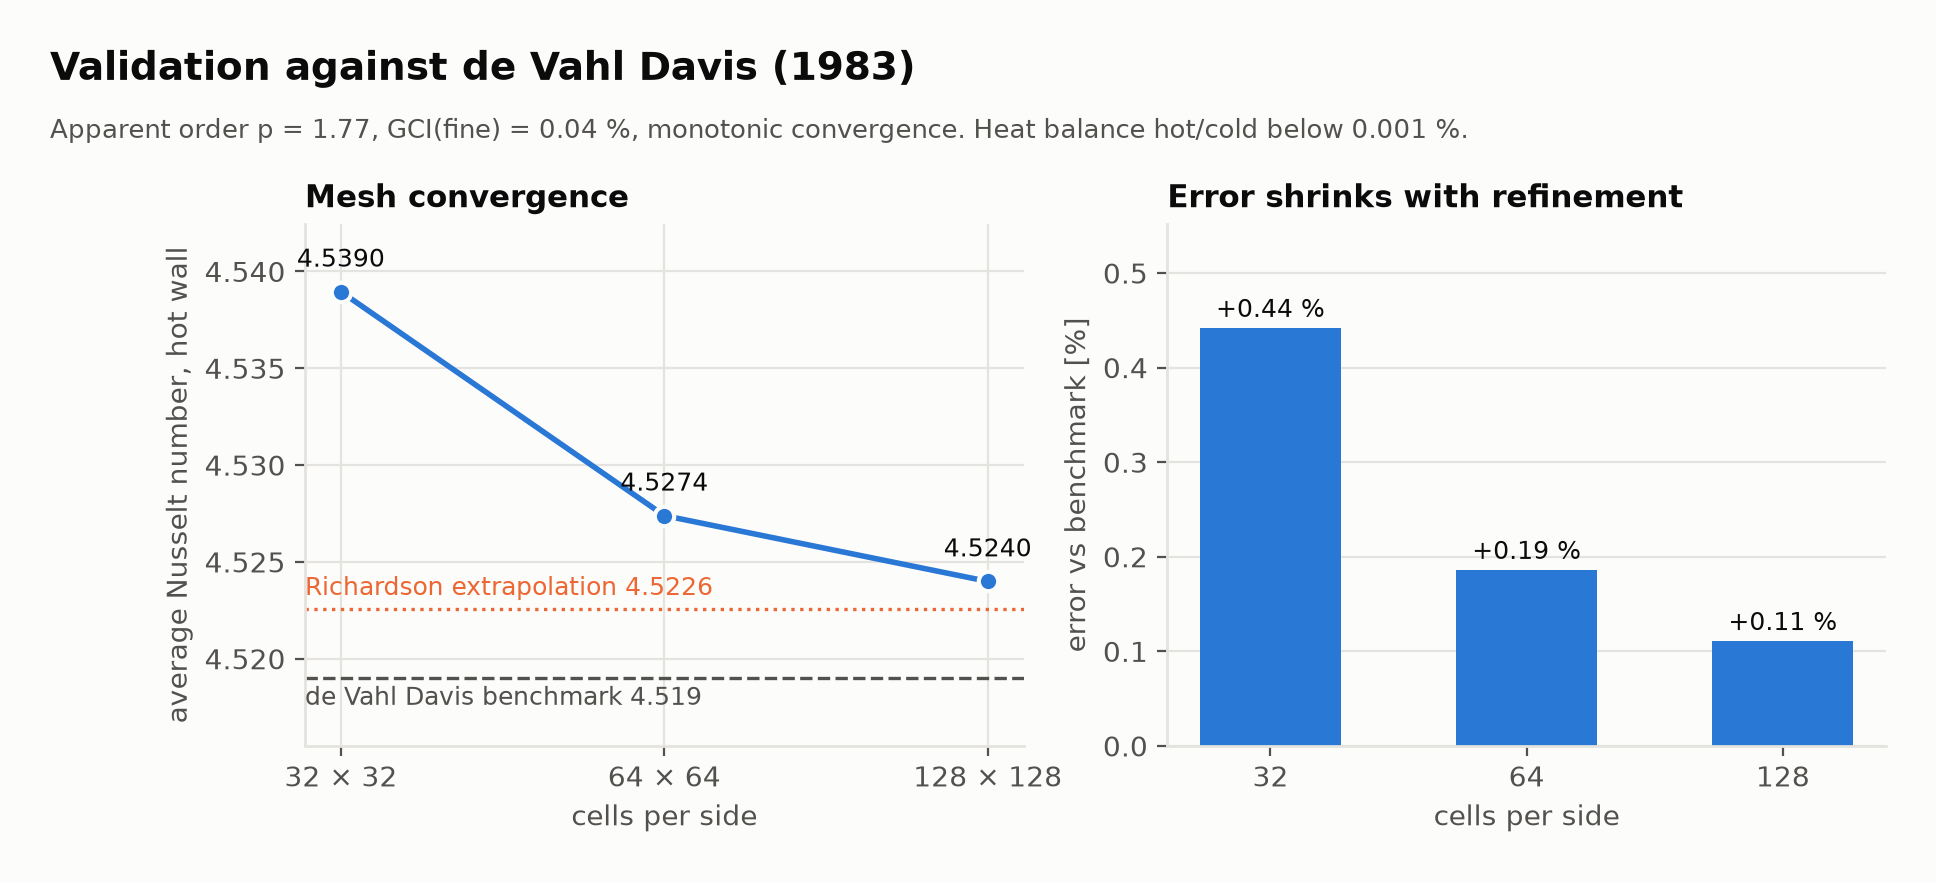 Validation against de Vahl Davis (1983)
Apparent order p = 1.77, GCI(fine) = 0.04 %, monotonic convergence. Heat balance hot/cold below 0.001 %.
Mesh convergence
average Nusselt number, hot wall
4.540
4.535
4.530
4.525
4.520
4.5390
4.5274
4.5240
Richardson extrapolation 4.5226
de Vahl Davis benchmark 4.519
32 × 32
64 × 64
128 × 128
cells per side
Error shrinks with refinement
error vs benchmark [%]
0.5
0.4
0.3
0.2
0.1
0.0
+0.44 %
+0.19 %
+0.11 %
32
64
128
cells per side